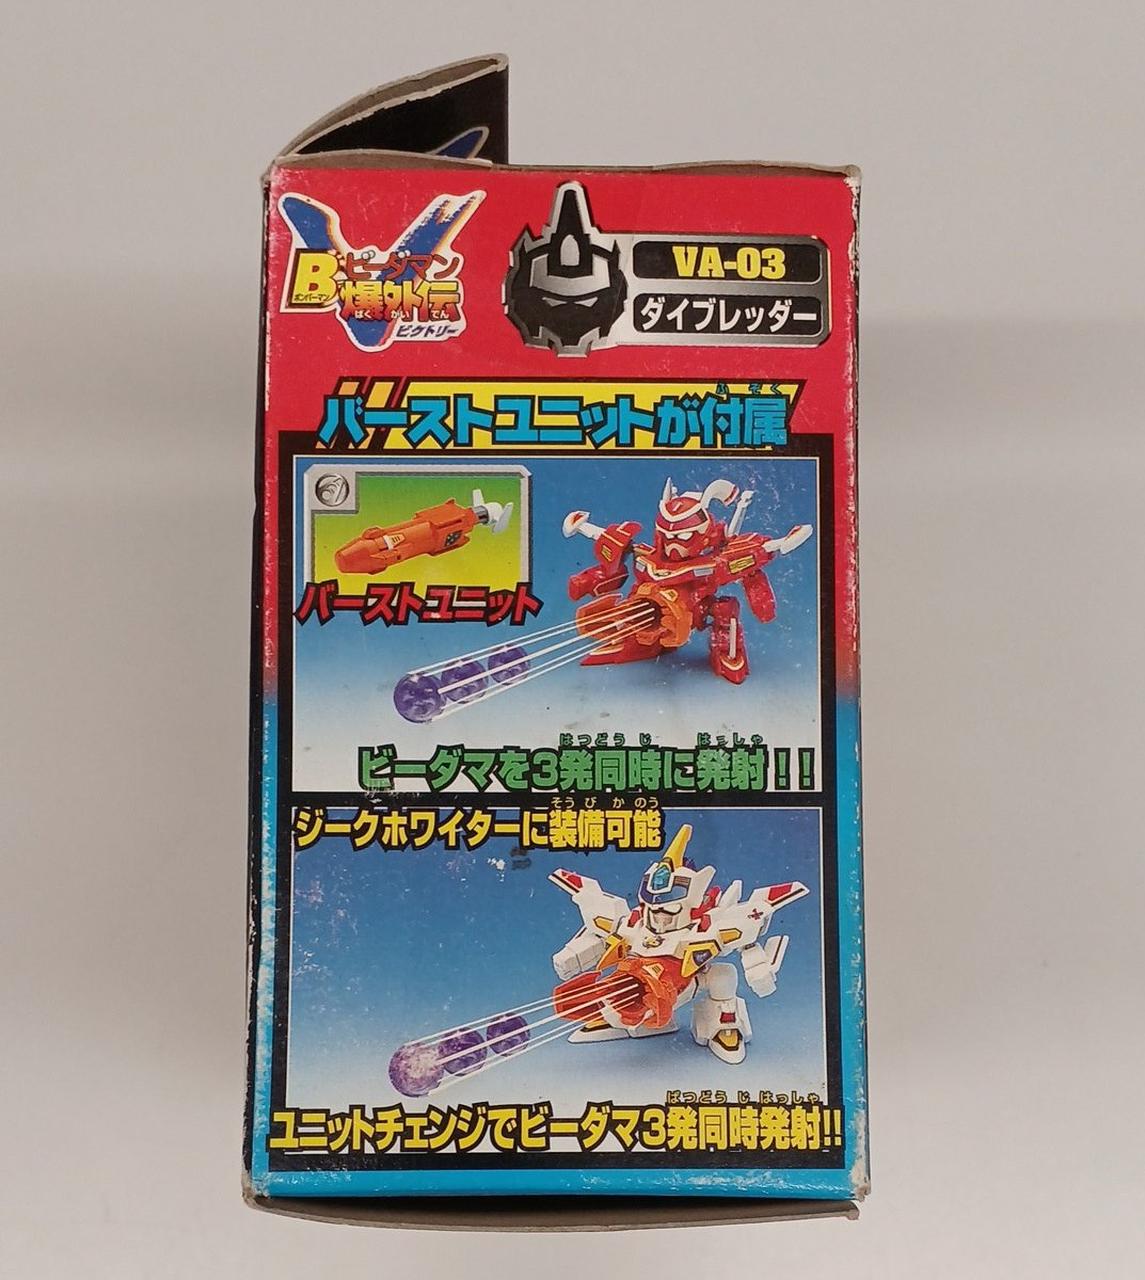 B
ボンバーマン
ビーダマン
爆外伝
ばく がい でん
ビクトリー
VA-03
ダイブレッダー
ふ ぞく
バーストユニットが付属
バーストユニット
はつどう じ はっしゃ
ビーダマを3発同時に発射!!
そう び か のう
ジークホワイターに装備可能
ぱつどう じ はっしゃ
ユニットチェンジでビーダマ3発同時発射!!